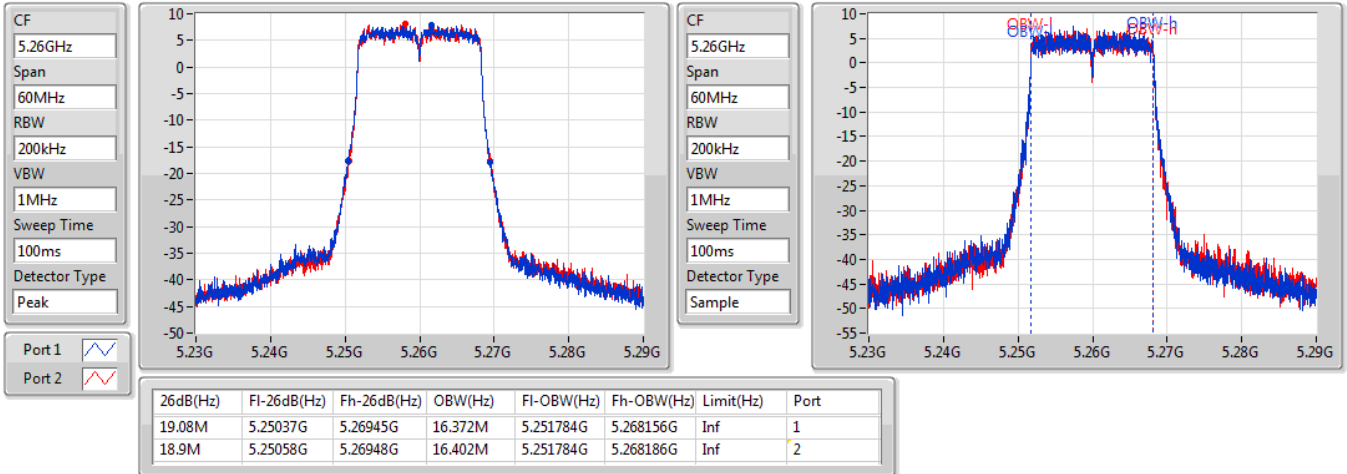 CF
5.26GHz
Span
60MHz
RBW
200kHz
VBW
1MHz
Sweep Time
100ms
Detector Type
Peak
Port 1
Port 2
10
5
0
-5
-10
-15
-20
-25
-30
-35
-40
-45
-50
5.23G 5.24G 5.25G 5.26G 5.27G 5.28G 5.29G
CF
5.26GHz
Span
60MHz
RBW
200kHz
VBW
1MHz
Sweep Time
100ms
Detector Type
Sample
10
5
0
-5
-10
-15
-20
-25
-30
-35
-40
-45
-50
-55
OBW-l OBW-h
OBW-h
5.23G 5.24G 5.25G 5.26G 5.27G 5.28G 5.29G
26dB(Hz) Fl-26dB(Hz) Fh-26dB(Hz) OBW(Hz) Fl-OBW(Hz) Fh-OBW(Hz) Limit(Hz) Port
19.08M 5.25037G 5.26945G 16.372M 5.251784G 5.268156G Inf 1
18.9M 5.25058G 5.26948G 16.402M 5.251784G 5.268186G Inf 2